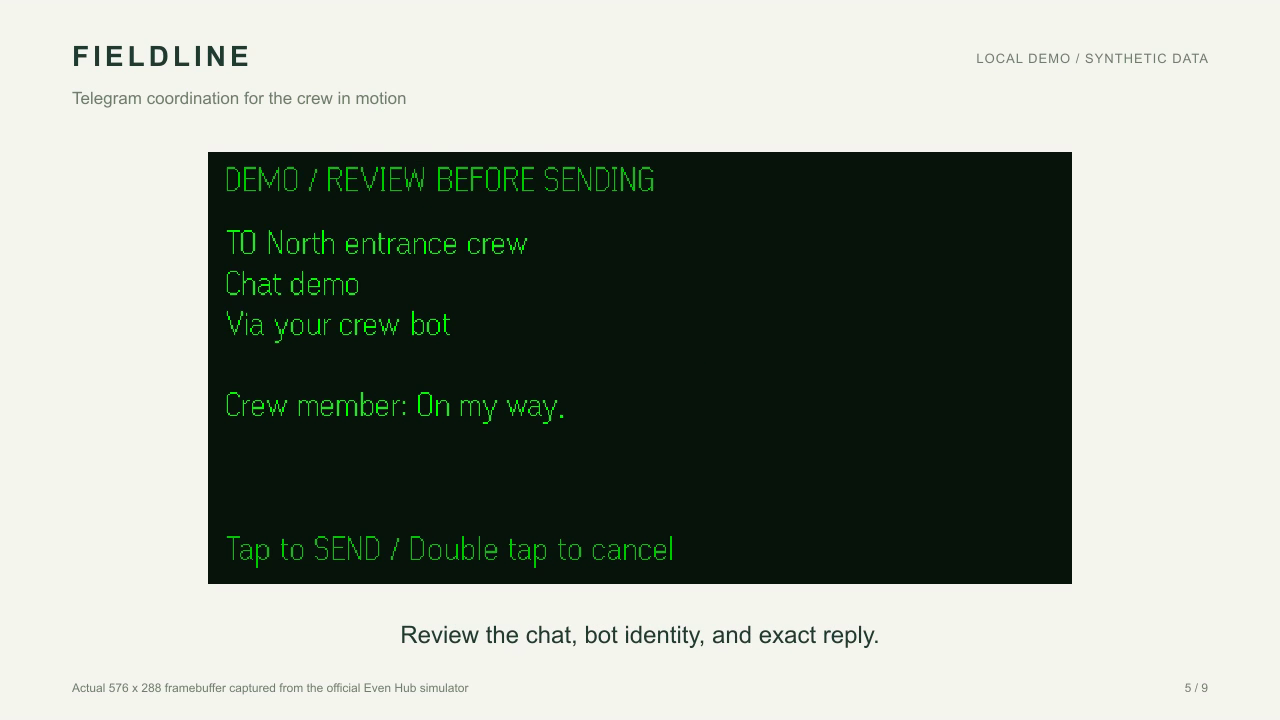 FIELDLINE
LOCAL DEMO / SYNTHETIC DATA
Telegram coordination for the crew in motion
DEMO / REVIEW BEFORE SENDING
TO North entrance crew
Chat demo
Via your crew bot
Crew member: On my way.
Tap to SEND / Double tap to cancel
Review the chat, bot identity, and exact reply.
Actual 576 x 288 framebuffer captured from the official Even Hub simulator
5 / 9